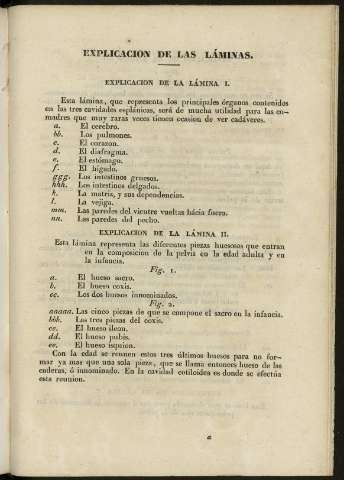 EXPLICACION DE LAS LÁMINAS.
EXPLICACION DE LA LÁMINA I.
Esta lámina, que representa los principales órganos contenidos
en las tres cavidades esplánicas, será de mucha utilidad para las co-
madres que muy raras veces tienen ocasion de ver cadáveres.
a. El cerebro.
bb. Los pulmones.
c. El corazon.
d. El diafragma.
e. El estómago.
f. El hígado.
ggg. Los intestinos gruesos.
hhh. Los intestinos delgados.
k. La matriz, y sus dependencias.
l. La vejiga.
mm. Las paredes del vientre vueltas hácia fuera.
nn. Las paredes del pecho.
EXPLICACION DE LA LÁMINA II.
Esta lámina representa las diferentes piezas huesosas que entran
en la composicion de la pelvis en la edad adulta y en
la infancia.
Fig. 1.
a. El hueso sacro.
b. El hueso coxis.
cc. Los dos huesos innominados.
Fig. 2.
aaaaa. Las cinco piezas de que se compone el sacro en la infancia.
bbb. Los tres piezas del coxis.
cc. El hueso ileon.
dd. El hueso pubis.
ee. El hueso isquion.
Con la edad se reunen estos tres últimos huesos para no for-
mar ya mas que una sola pieza, que se llama entonces hueso de las
caderas, ó innominado. En la cavidad cotiloides es donde se efectúa
esta reunion.